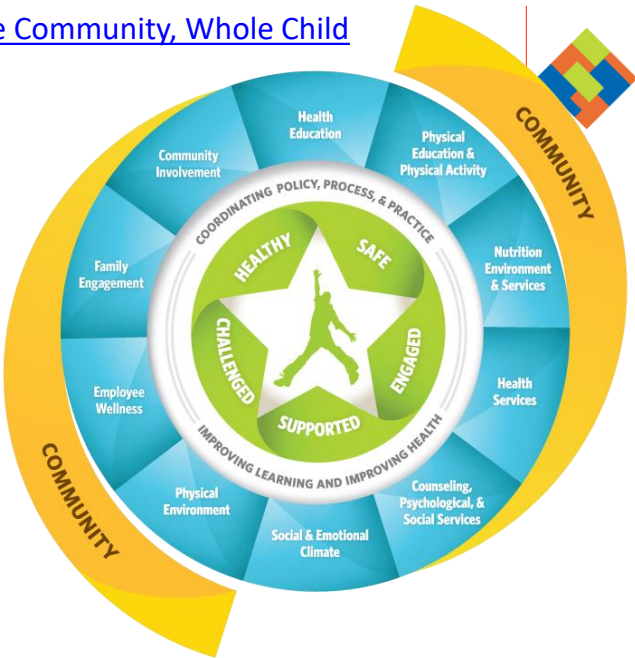 e Community, Whole Child
COMMUNITY
Health
Education
Physical
Education &
Physical Activity
Nutrition
Environment
& Services
Health
Services
Counseling,
Psychological, &
Social Services
Social & Emotional
Climate
Physical
Environment
Employee
Wellness
Family
Engagement
Community
Involvement
COORDINATING POLICY, PROCESS, & PRACTICE
IMPROVING LEARNING AND IMPROVING HEALTH
HEALTHY
SAFE
ENGAGED
SUPPORTED
CHALLENGED
COMMUNITY